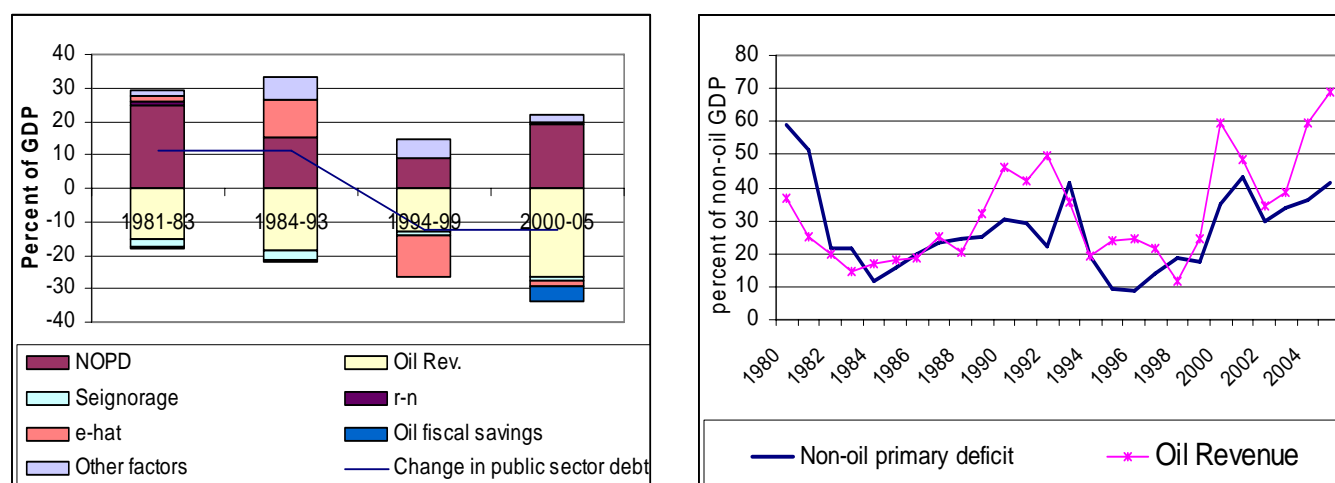 Percent of GDP
40
30
20
10
0
-10
-20
-30
-40
1981-83 1984-93 1994-99 2000-05
NOPD Oil Rev.
Seignorage r-n
e-hat Oil fiscal savings
Other factors Change in public sector debt
percent of non-oil GDP
80
70
60
50
40
30
20
10
0
1980 1982 1984 1986 1988 1990 1992 1994 1996 1998 2000 2002 2004
Non-oil primary deficit Oil Revenue